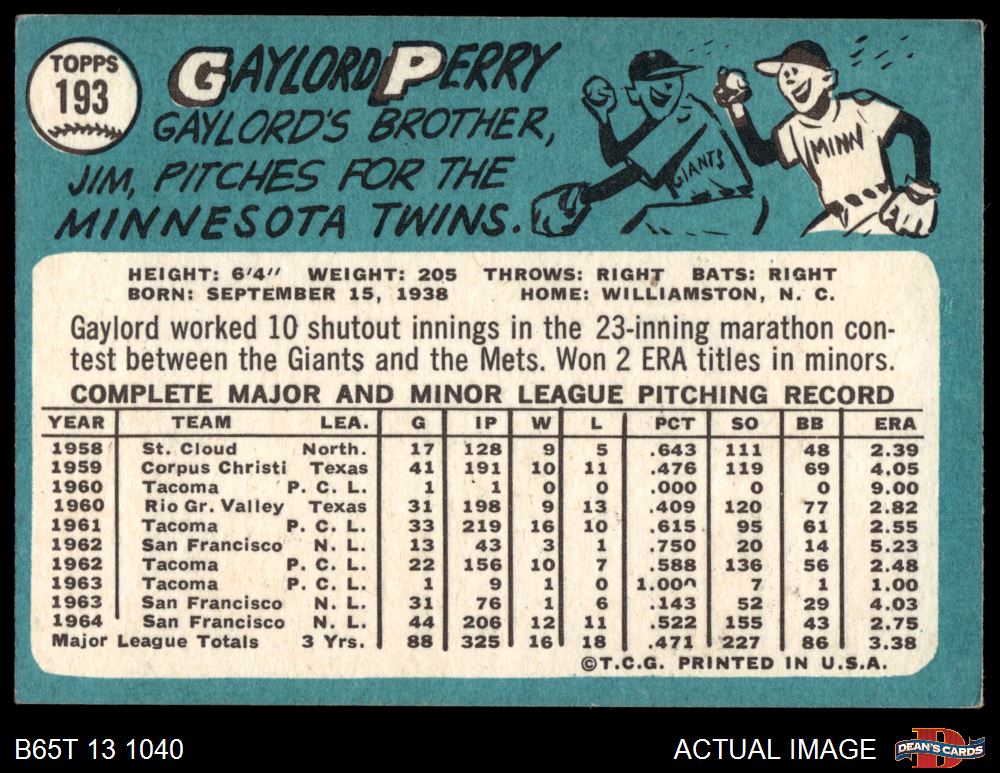 TOPPS
193
GAYLORD PERRY
GAYLORD'S BROTHER,
JIM, PITCHES FOR THE
MINNESOTA TWINS.
GIANTS
MINN
HEIGHT: 6'4" WEIGHT: 205 THROWS: RIGHT BATS: RIGHT
BORN: SEPTEMBER 15, 1938 HOME: WILLIAMSTON, N. C.
Gaylord worked 10 shutout innings in the 23-inning marathon con-
test between the Giants and the Mets. Won 2 ERA titles in minors.
COMPLETE MAJOR AND MINOR LEAGUE PITCHING RECORD
YEAR TEAM LEA. G IP W L PCT SO BB ERA
1958 St. Cloud North. 17 128 9 5 .643 111 48 2.39
1959 Corpus Christi Texas 41 191 10 11 .476 119 69 4.05
1960 Tacoma P. C. L. 1 1 0 0 .000 0 0 9.00
1960 Rio Gr. Valley Texas 31 198 9 13 .409 120 77 2.82
1961 Tacoma P. C. L. 33 219 16 10 .615 95 61 2.55
1962 San Francisco N. L. 13 43 3 1 .750 20 14 5.23
1962 Tacoma P. C. L. 22 156 10 7 .588 136 56 2.48
1963 Tacoma P. C. L. 1 9 1 0 1.000 7 1 1.00
1963 San Francisco N. L. 31 76 1 6 .143 52 29 4.03
1964 San Francisco N. L. 44 206 12 11 .522 155 43 2.75
Major League Totals 3 Yrs. 88 325 16 18 .471 227 86 3.38
©T.C.G. PRINTED IN U.S.A.
B65T 13 1040
ACTUAL IMAGE
D
DEAN'S CARDS